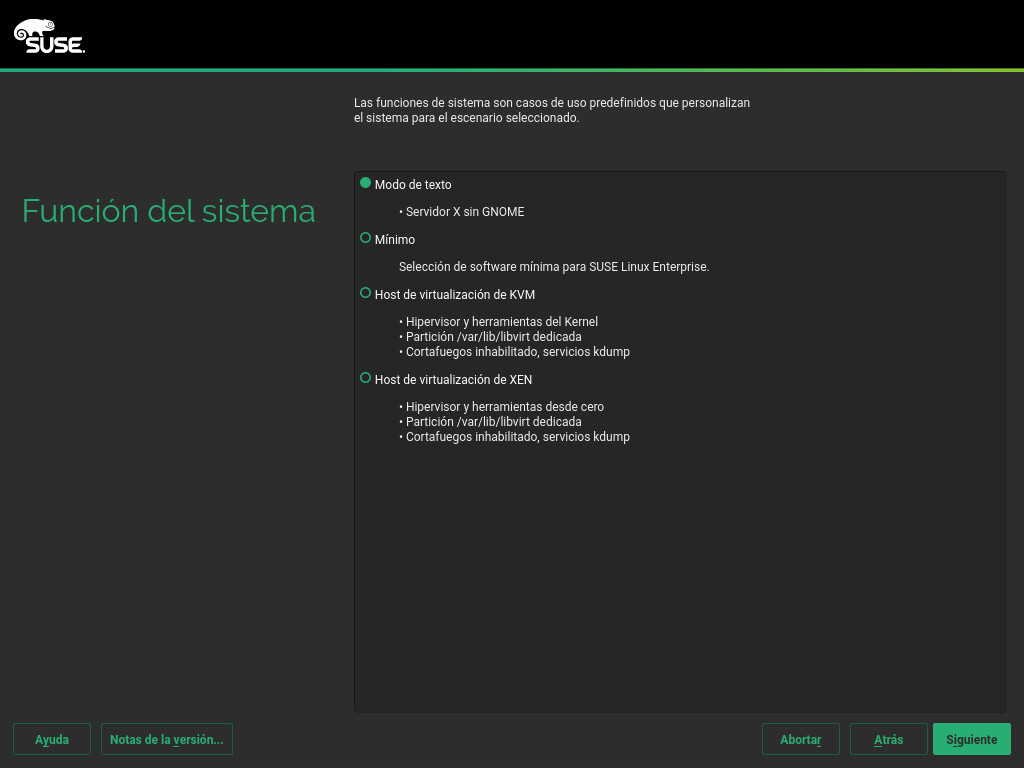 SUSE.
Las funciones de sistema son casos de uso predefinidos que personalizan
el sistema para el escenario seleccionado.
Función del sistema
Modo de texto
• Servidor X sin GNOME
Mínimo
Selección de software mínima para SUSE Linux Enterprise.
Host de virtualización de KVM
• Hipervisor y herramientas del Kernel
• Partición /var/lib/libvirt dedicada
• Cortafuegos inhabilitado, servicios kdump
Host de virtualización de XEN
• Hipervisor y herramientas desde cero
• Partición /var/lib/libvirt dedicada
• Cortafuegos inhabilitado, servicios kdump
Ayuda
Notas de la versión...
Abortar
Atrás
Siguiente